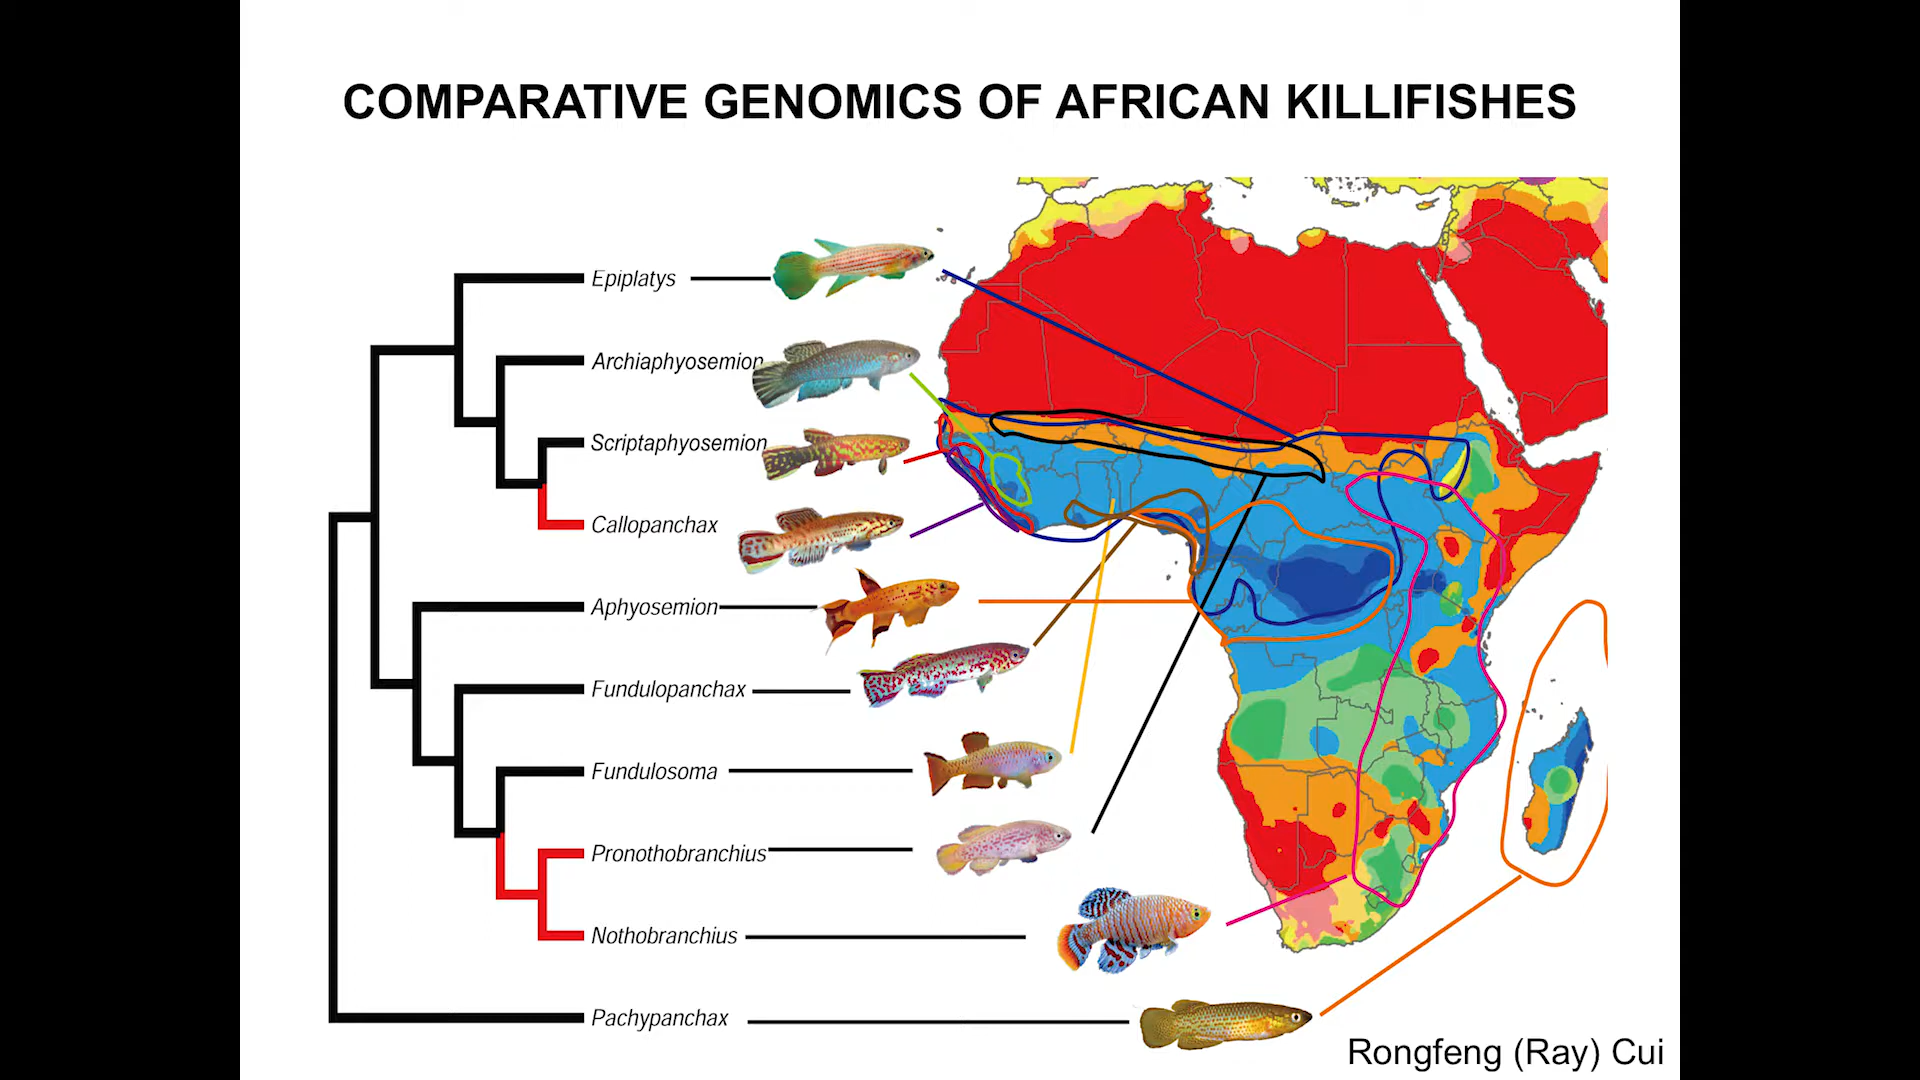 COMPARATIVE GENOMICS OF AFRICAN KILLIFISHES
Epiplatys
Archiaphyosemion
Scriptaphyosemion
Callopanchax
Aphyosemion
Fundulopanchax
Fundulosoma
Pronothobranchius
Nothobranchius
Pachypanchax
Rongfeng (Ray) Cui